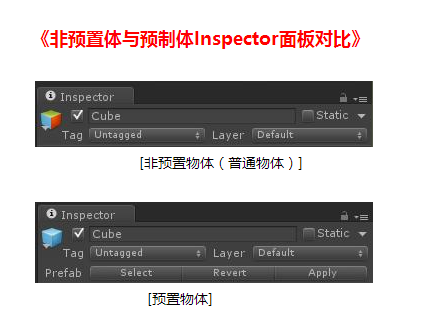 《非预置体与预制体Inspector面板对比》
Inspector
Cube Static
Tag Untagged Layer Default
[非预置物体（普通物体）]
Inspector
Cube Static
Tag Untagged Layer Default
Prefab Select Revert Apply
[预置物体]